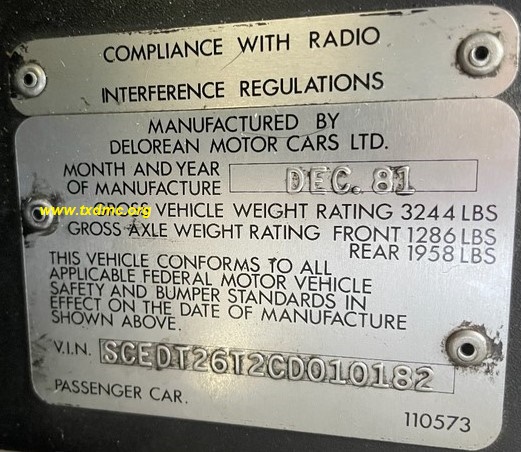 COMPLIANCE WITH RADIO
INTERFERENCE REGULATIONS
MANUFACTURED BY
DELOREAN MOTOR CARS LTD.
MONTH AND YEAR
OF MANUFACTURE DEC. 81
www.txdmc.org
GROSS VEHICLE WEIGHT RATING 3244 LBS
GROSS AXLE WEIGHT RATING FRONT 1286 LBS
REAR 1958 LBS
THIS VEHICLE CONFORMS TO ALL
APPLICABLE FEDERAL MOTOR VEHICLE
SAFETY AND BUMPER STANDARDS IN
EFFECT ON THE DATE OF MANUFACTURE
SHOWN ABOVE.
V.I.N. SCEDT26T2CD010182
PASSENGER CAR.
110573